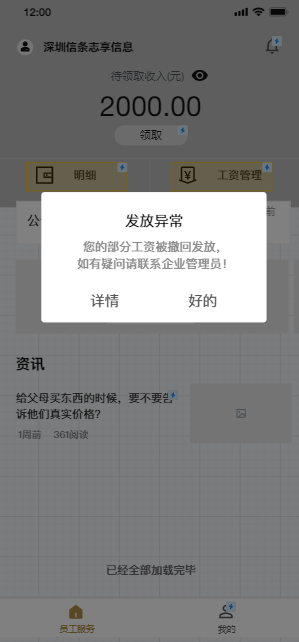 12:00
深圳信条志享信息
待领取收入(元)
2000.00
领取
明细
工资管理
公
前
发放异常
您的部分工资被撤回发放，
如有疑问请联系企业管理员！
详情
好的
资讯
给父母买东西的时候，要不要告
诉他们真实价格？
1周前 361阅读
已经全部加载完毕
员工服务
我的